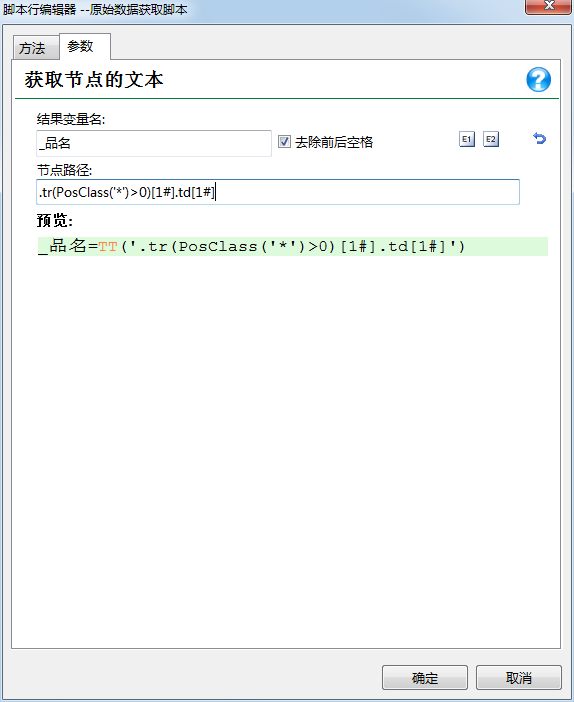 脚本行编辑器 --原始数据获取脚本
方法 参数
获取节点的文本
结果变量名:
_品名 去除前后空格 E1 E2
节点路径:
.tr(PosClass('*')>0)[1#].td[1#]
预览:
_品名=TT('.tr(PosClass('*')>0)[1#].td[1#]')
确定 取消